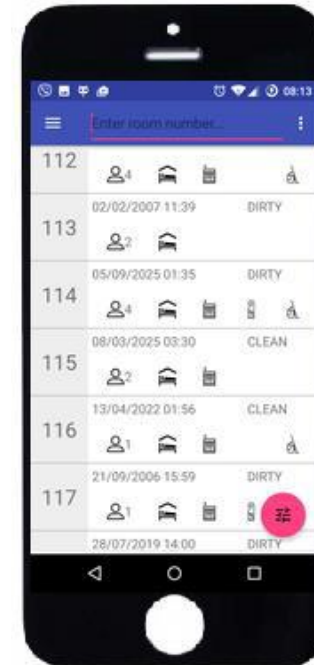 08:13
Enter room number...
112
4
02/02/2007 11:39 DIRTY
113
2
05/09/2025 01:35 DIRTY
114
4
08/03/2025 03:30 CLEAN
115
2
13/04/2022 01:56 CLEAN
116
1
21/09/2006 15:59 DIRTY
117
1
28/07/2019 14:00 DIRTY